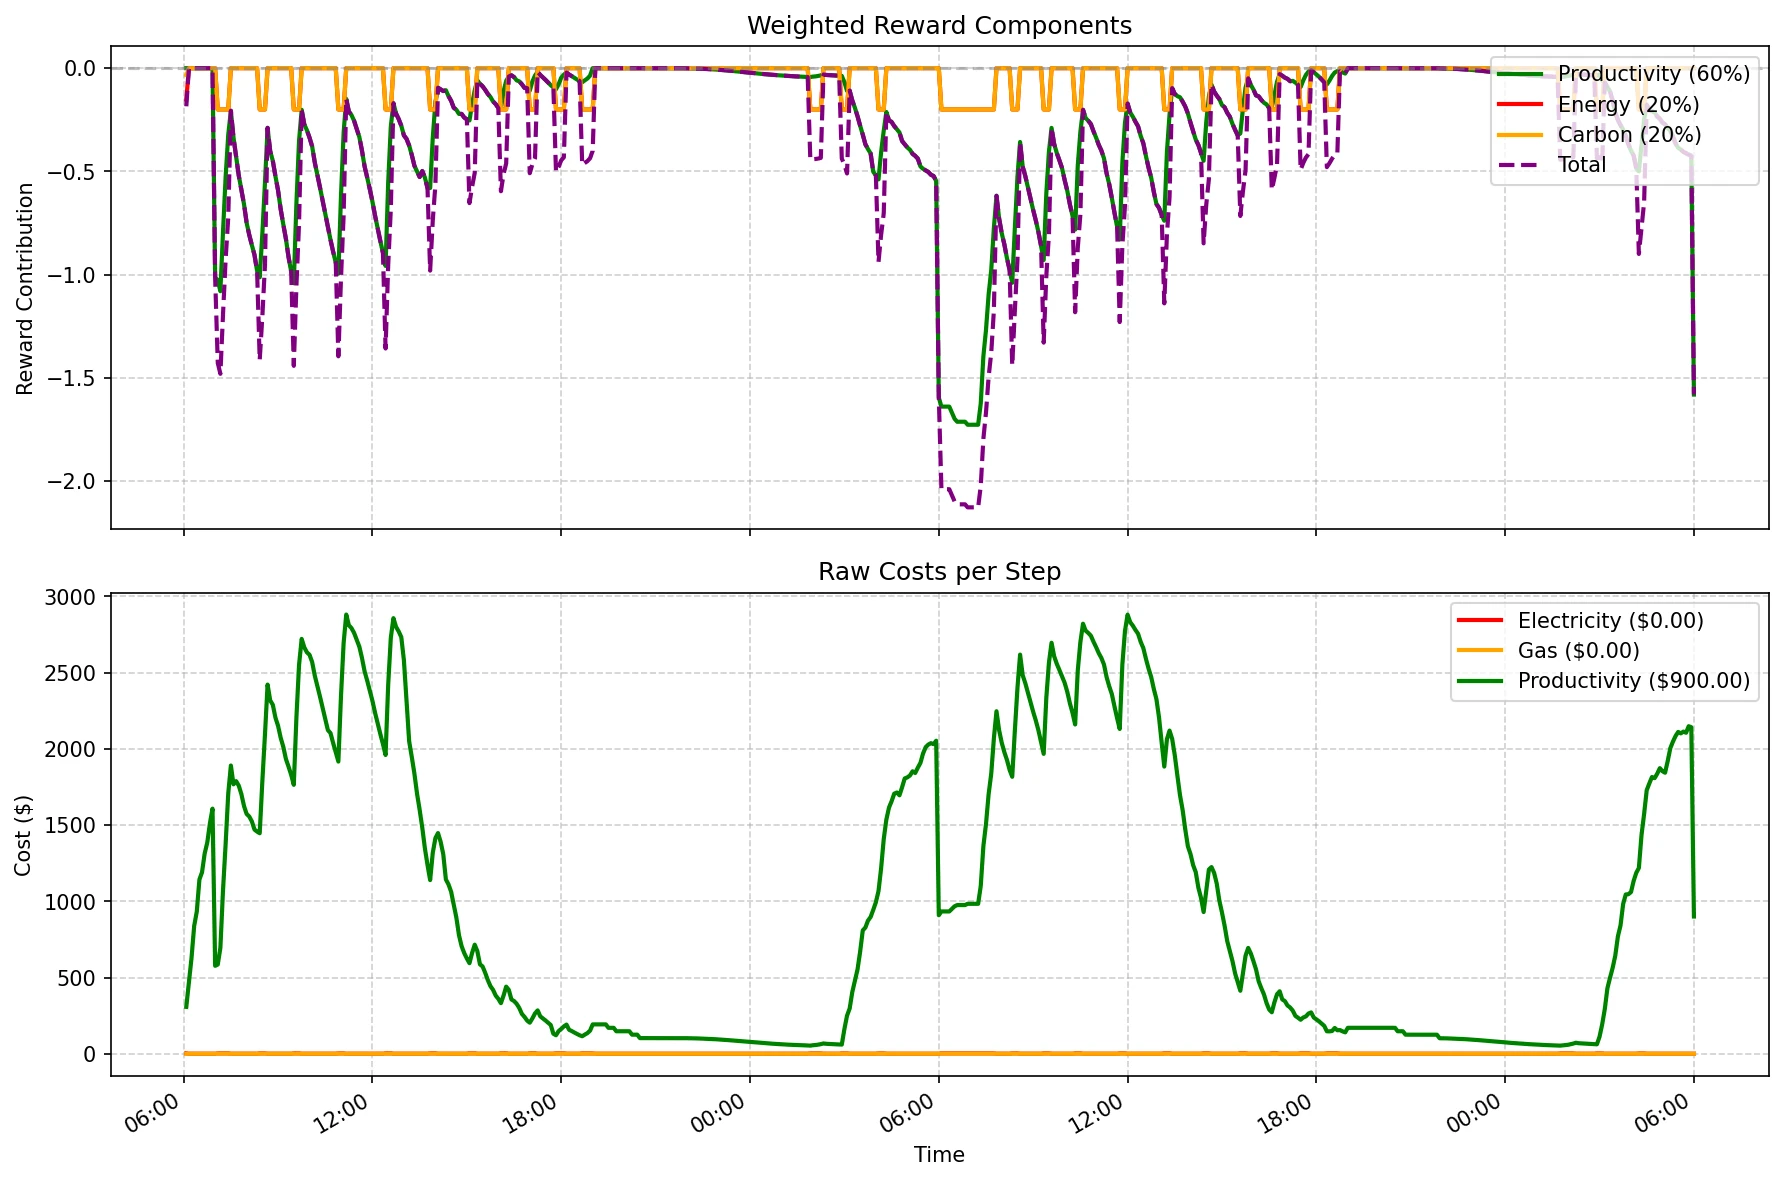 Weighted Reward Components
Reward Contribution
0.0
−0.5
−1.0
−1.5
−2.0
Productivity (60%)
Energy (20%)
Carbon (20%)
Total
Raw Costs per Step
Cost ($)
3000
2500
2000
1500
1000
500
0
Electricity ($0.00)
Gas ($0.00)
Productivity ($900.00)
06:00
12:00
18:00
00:00
06:00
12:00
18:00
00:00
06:00
Time